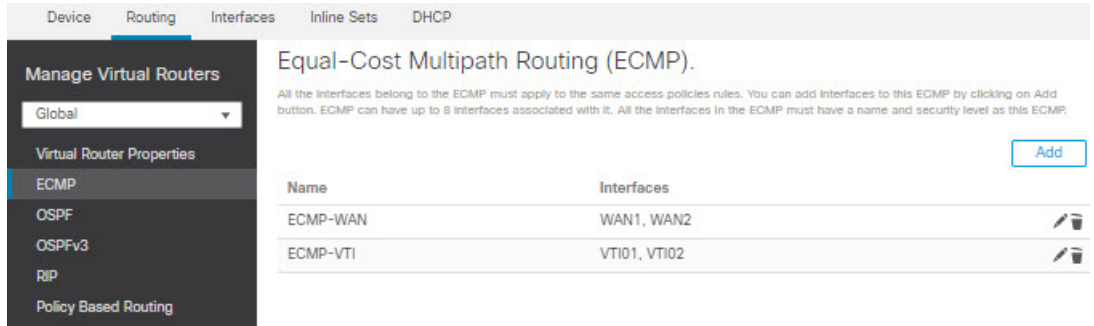 Device Routing Interfaces Inline Sets DHCP
Manage Virtual Routers
Global
Virtual Router Properties
ECMP
OSPF
OSPFv3
RIP
Policy Based Routing
Equal-Cost Multipath Routing (ECMP).
All the interfaces belong to the ECMP must apply to the same access policies rules. You can add interfaces to this ECMP by clicking on Add
button. ECMP can have up to 8 interfaces associated with it. All the interfaces in the ECMP must have a name and security level as this ECMP.
Add
Name Interfaces
ECMP-WAN WAN1, WAN2
ECMP-VTI VTI01, VTI02